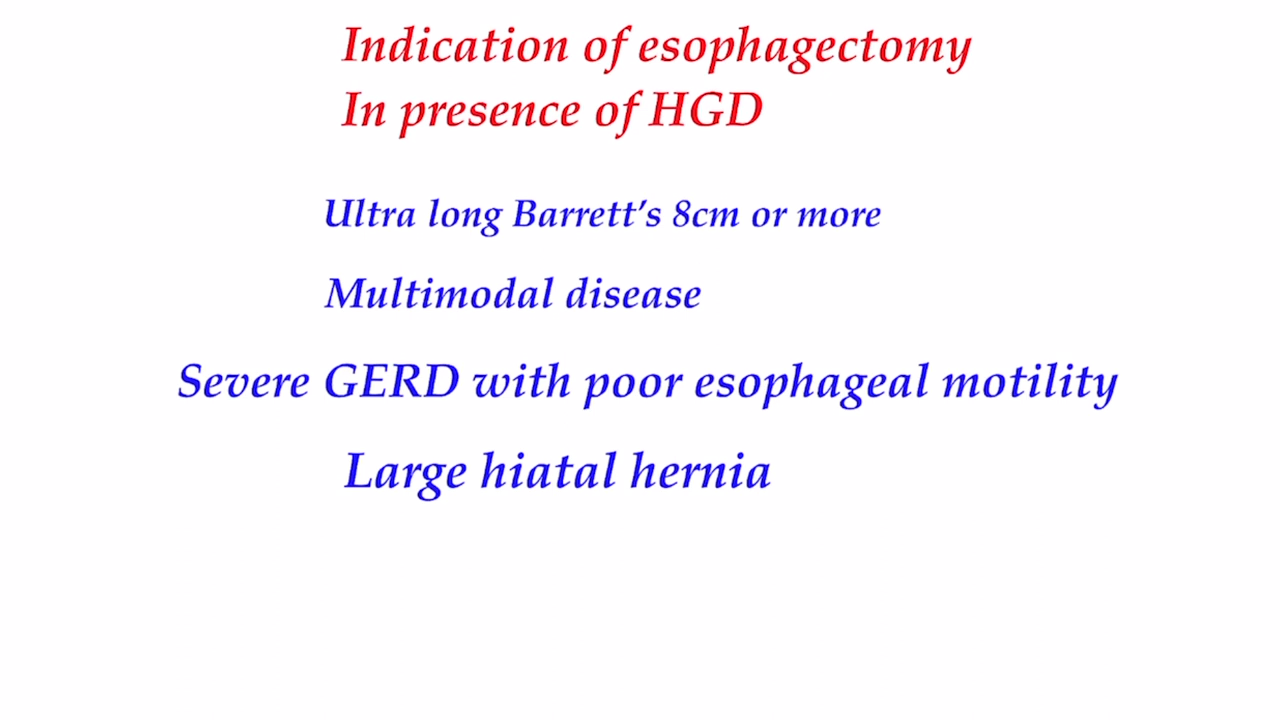 Indication of esophagectomy
In presence of HGD
Ultra long Barrett’s 8cm or more
Multimodal disease
Severe GERD with poor esophageal motility
Large hiatal hernia